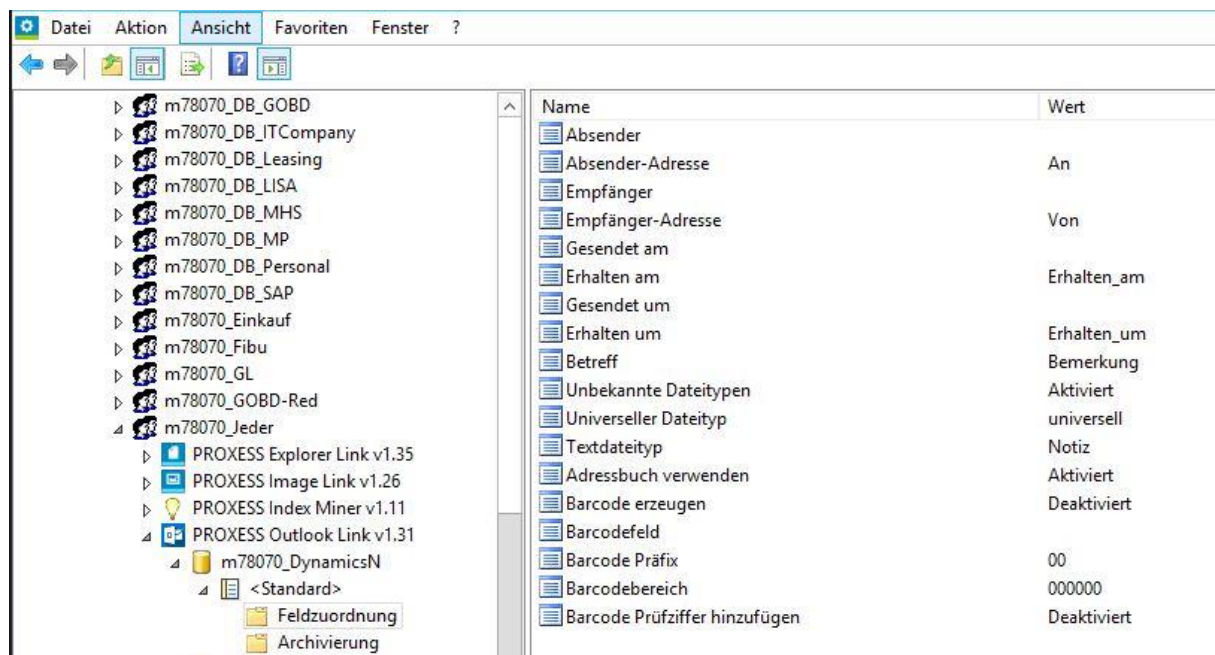 Datei Aktion Ansicht Favoriten Fenster ?
m78070_DB_GOBD
m78070_DB_ITCompany
m78070_DB_Leasing
m78070_DB_LISA
m78070_DB_MHS
m78070_DB_MP
m78070_DB_Personal
m78070_DB_SAP
m78070_Einkauf
m78070_Fibu
m78070_GL
m78070_GOBD-Red
m78070_Jeder
PROXESS Explorer Link v1.35
PROXESS Image Link v1.26
PROXESS Index Miner v1.11
PROXESS Outlook Link v1.31
m78070_DynamicsN
<Standard>
Feldzuordnung
Archivierung
Name Wert
Absender
Absender-Adresse An
Empfänger
Empfänger-Adresse Von
Gesendet am
Erhalten am Erhalten_am
Gesendet um
Erhalten um Erhalten_um
Betreff Bemerkung
Unbekannte Dateitypen Aktiviert
Universeller Dateityp universell
Textdateityp Notiz
Adressbuch verwenden Aktiviert
Barcode erzeugen Deaktiviert
Barcodefeld
Barcode Präfix 00
Barcodebereich 000000
Barcode Prüfziffer hinzufügen Deaktiviert